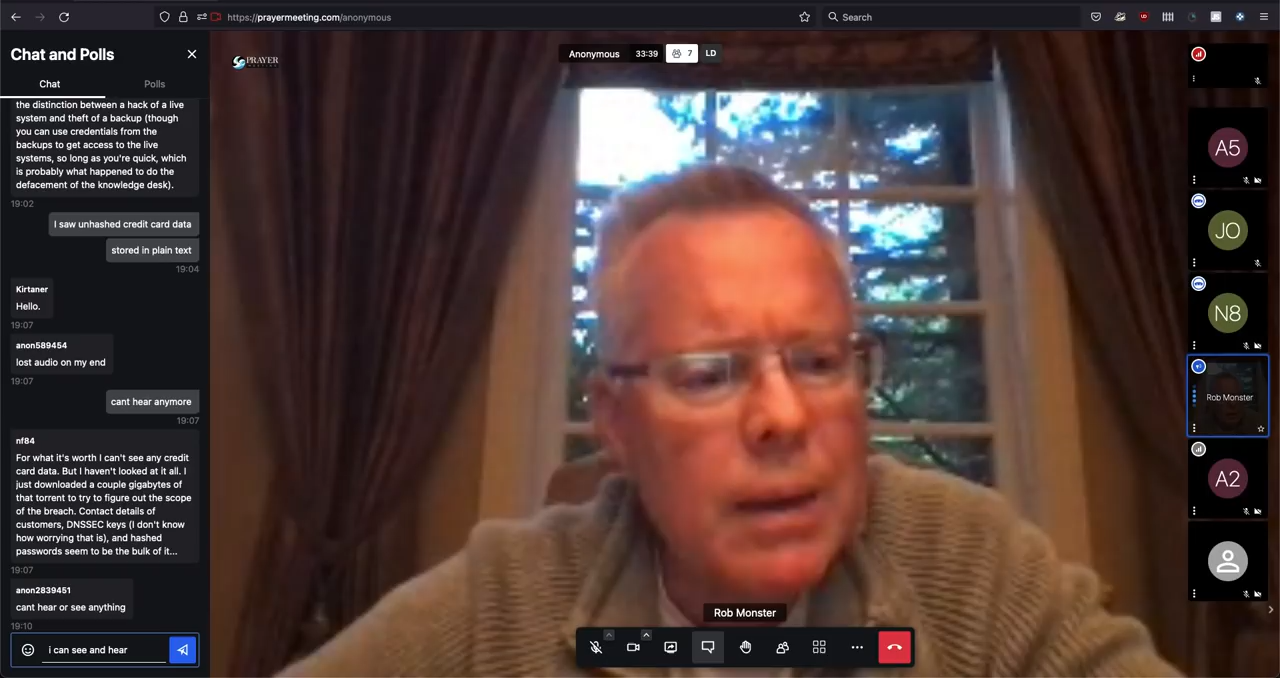 https://prayermeeting.com/anonymous
Search
Chat and Polls
Chat
Polls
the distinction between a hack of a live
system and theft of a backup (though
you can use credentials from the
backups to get access to the live
systems, so long as you're quick, which
is probably what happened to do the
defacement of the knowledge desk).
19:02
I saw unhashed credit card data
stored in plain text
19:04
Kirtaner
Hello.
19:07
anon589454
lost audio on my end
19:07
cant hear anymore
19:07
nf84
For what it's worth I can't see any credit
card data. But I haven't looked at it all. I
just downloaded a couple gigabytes of
that torrent to try to figure out the scope
of the breach. Contact details of
customers, DNSSEC keys (I don't know
how worrying that is), and hashed
passwords seem to be the bulk of it...
19:07
anon2839451
cant hear or see anything
19:10
i can see and hear
PRAYER
MEETING
Anonymous 33:39 7 LD
A5
JO
N8
Rob Monster
A2
Rob Monster